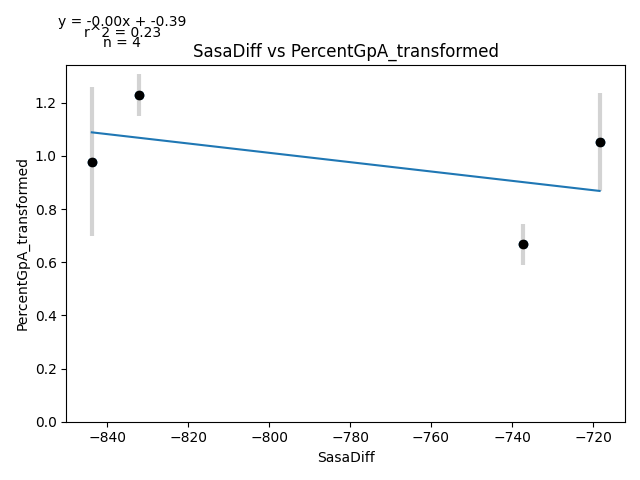 y = -0.00x + -0.39
r^2 = 0.23
n = 4
SasaDiff vs PercentGpA_transformed
1.2
1.0
0.8
0.6
0.4
0.2
0.0
PercentGpA_transformed
−840
−820
−800
−780
−760
−740
−720
SasaDiff